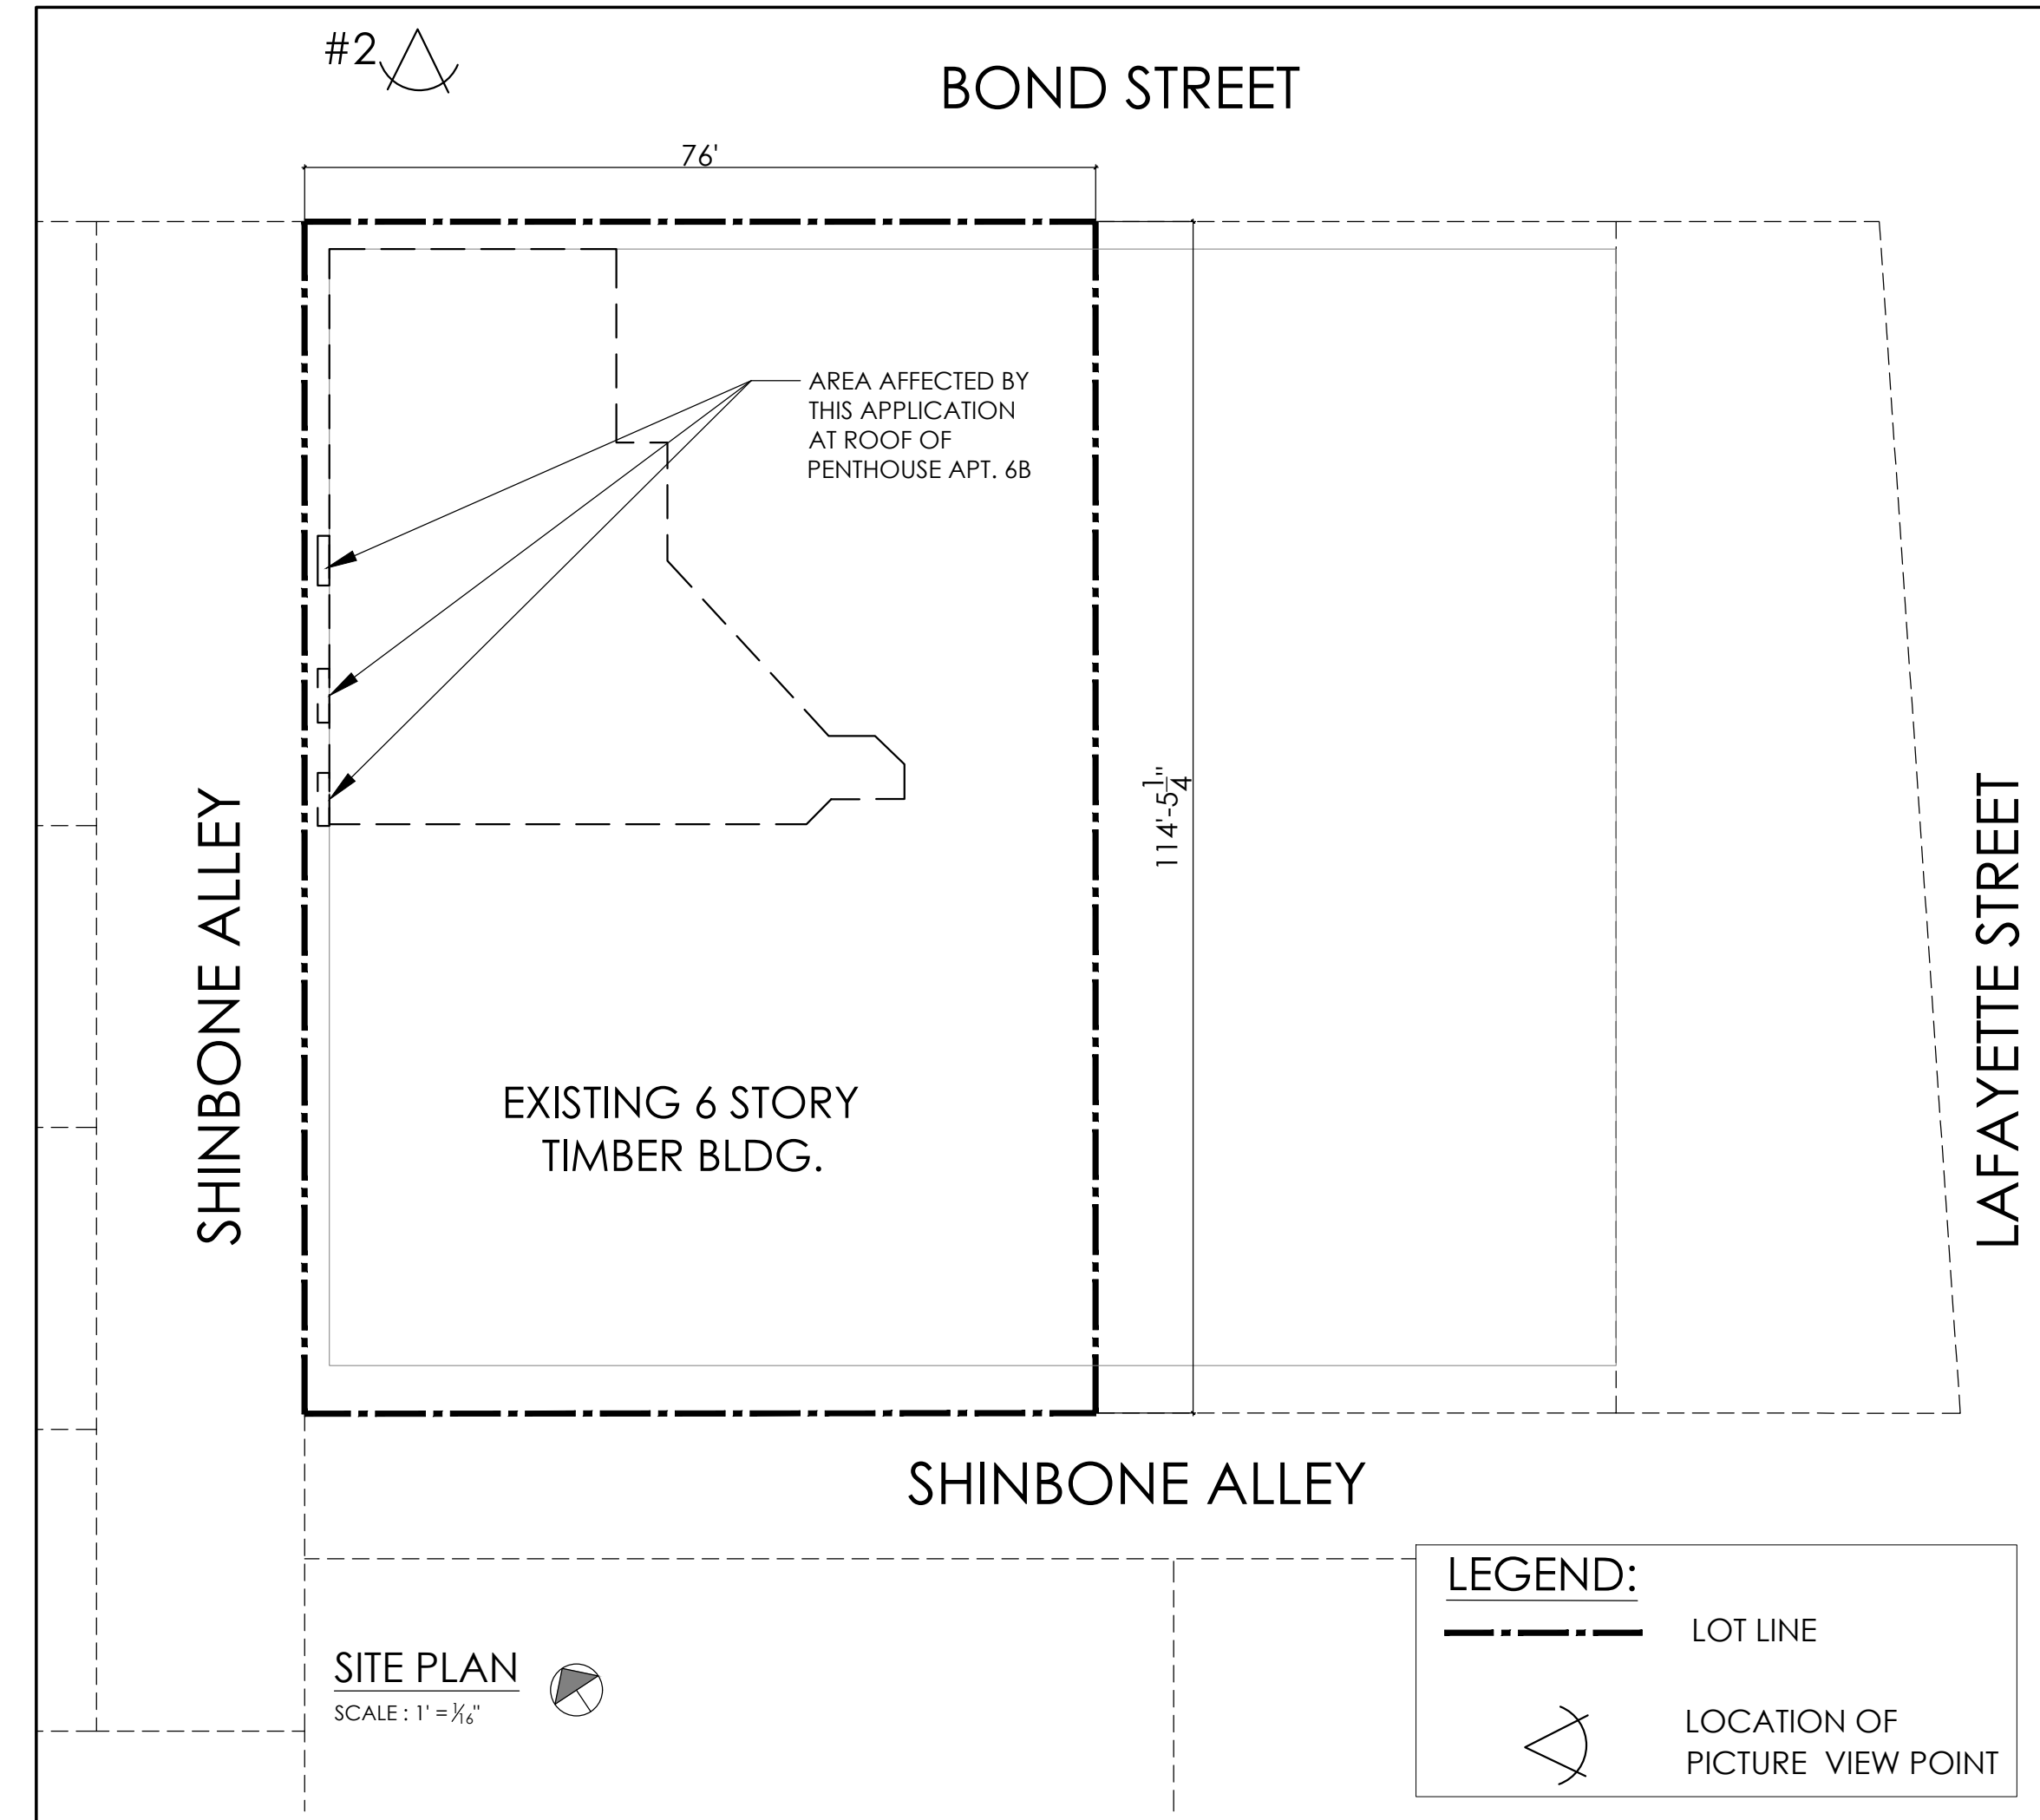 #2
BOND STREET
76'
AREA AFFECTED BY
THIS APPLICATION
AT ROOF OF
PENTHOUSE APT. 6B
114'-5 1/4"
SHINBONE ALLEY
LAFAYETTE STREET
EXISTING 6 STORY
TIMBER BLDG.
SHINBONE ALLEY
SITE PLAN
SCALE : 1' = 1/16"
LEGEND:
LOT LINE
LOCATION OF
PICTURE VIEW POINT